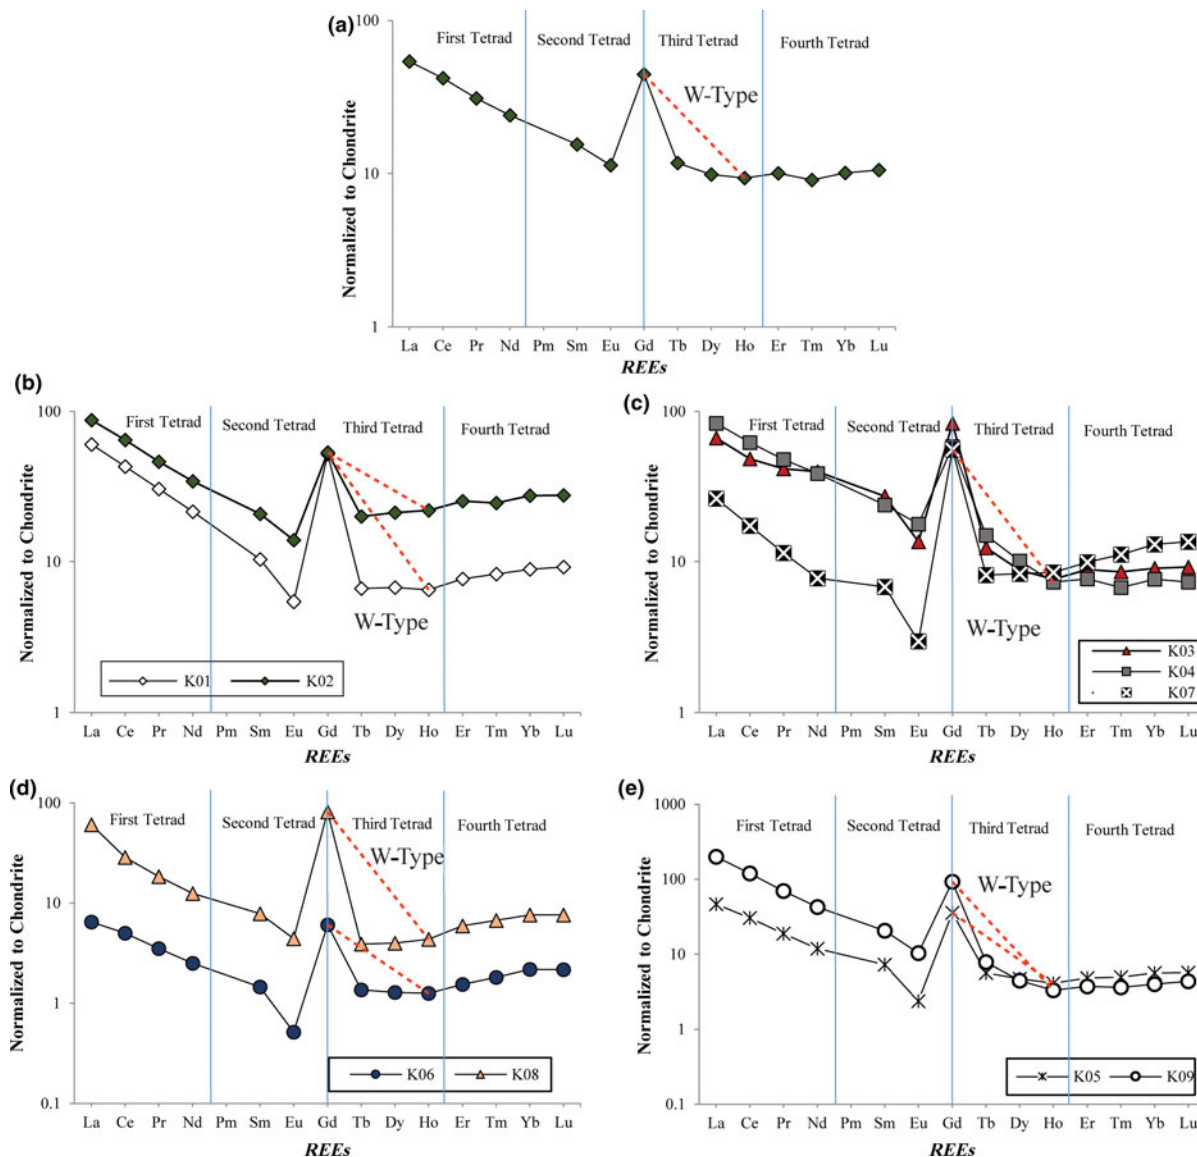 (a)
Normalized to Chondrite
100
10
1
First Tetrad Second Tetrad Third Tetrad Fourth Tetrad
W-Type
La Ce Pr Nd Pm Sm Eu Gd Tb Dy Ho Er Tm Yb Lu
REEs
(b)
Normalized to Chondrite
100
10
1
First Tetrad Second Tetrad Third Tetrad Fourth Tetrad
W-Type
K01 K02
La Ce Pr Nd Pm Sm Eu Gd Tb Dy Ho Er Tm Yb Lu
REEs
(c)
Normalized to Chondrite
100
10
1
First Tetrad Second Tetrad Third Tetrad Fourth Tetrad
W-Type
K03
K04
K07
La Ce Pr Nd Pm Sm Eu Gd Tb Dy Ho Er Tm Yb Lu
REEs
(d)
Normalized to Chondrite
100
10
1
0.1
First Tetrad Second Tetrad Third Tetrad Fourth Tetrad
W-Type
K06 K08
La Ce Pr Nd Pm Sm Eu Gd Tb Dy Ho Er Tm Yb Lu
REEs
(e)
Normalized to Chondrite
1000
100
10
1
0.1
First Tetrad Second Tetrad Third Tetrad Fourth Tetrad
W-Type
K05 K09
La Ce Pr Nd Pm Sm Eu Gd Tb Dy Ho Er Tm Yb Lu
REEs